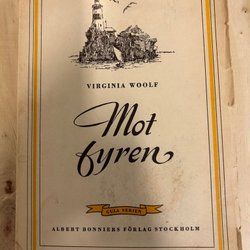 VIRGINIA WOOLF
Mot
fyren
GULA SERIEN
ALBERT BONNIERS FÖRLAG STOCKHOLM